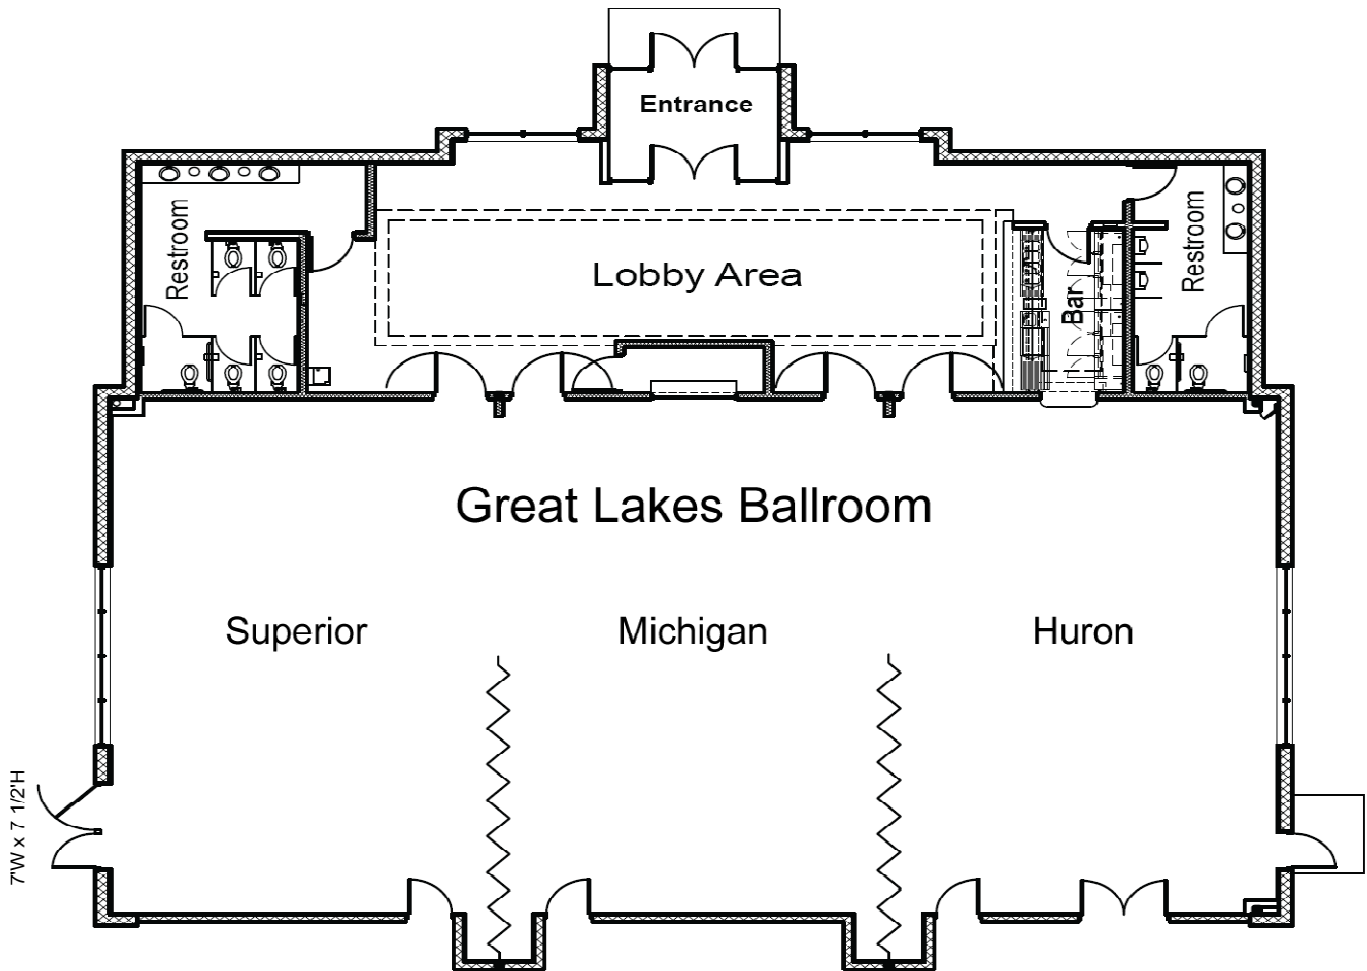 Entrance
Restroom
Lobby Area
Bar
Restroom
Great Lakes Ballroom
Superior
Michigan
Huron
7'W x 7 1/2'H